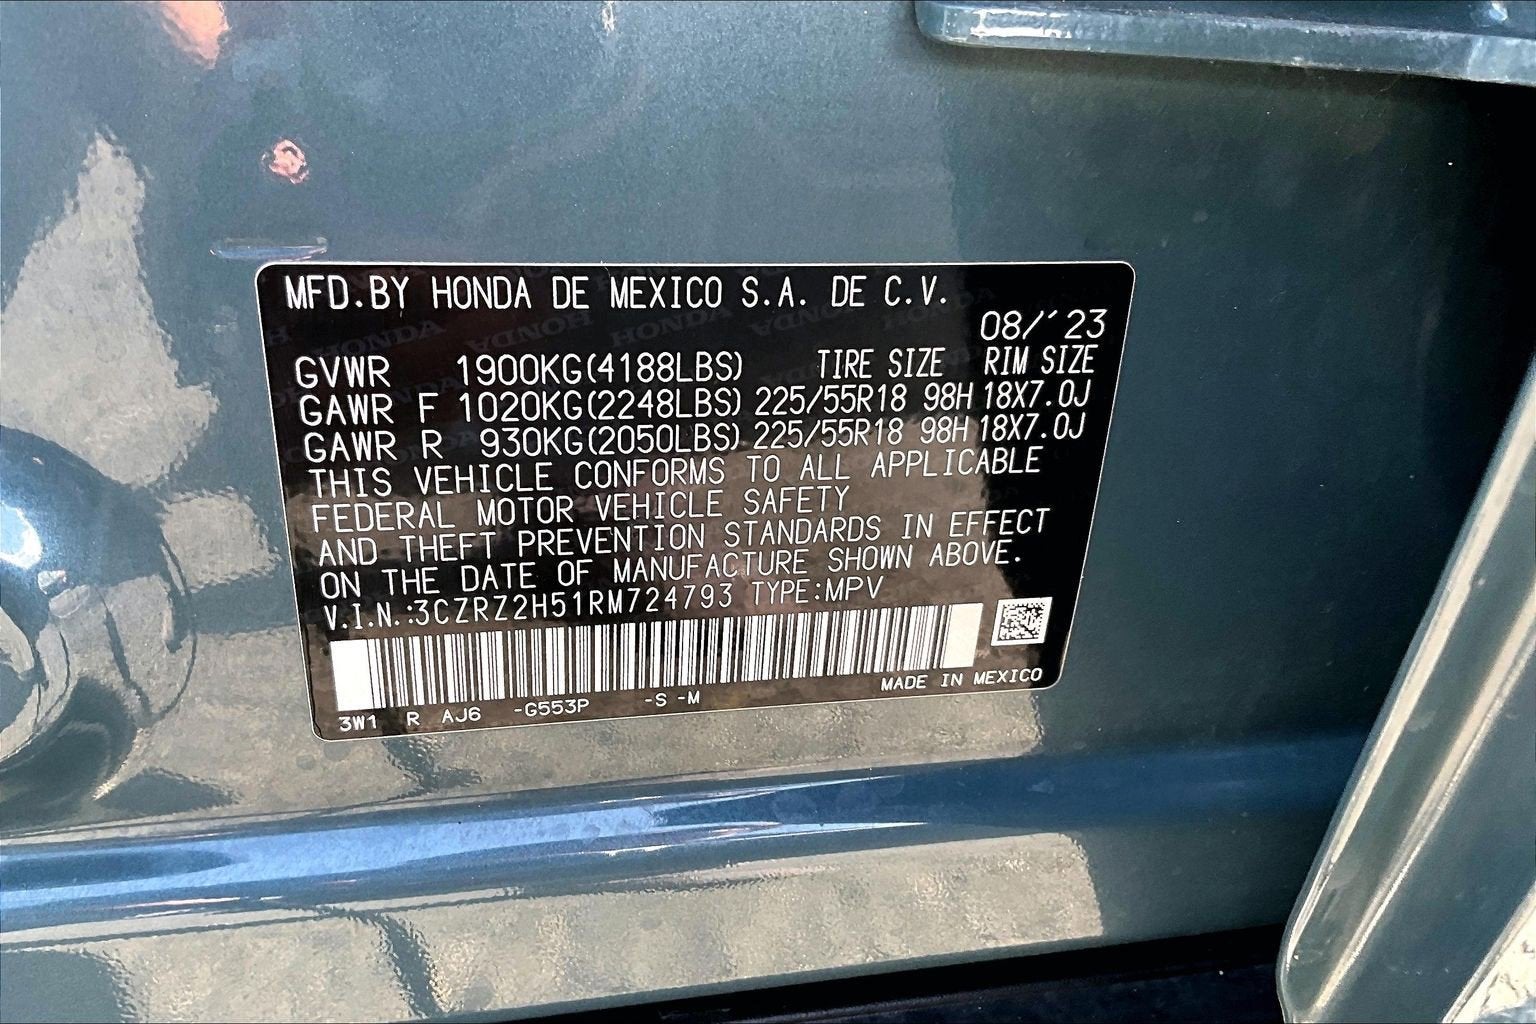 MFD.BY HONDA DE MEXICO S.A. DE C.V.
08/´23
GVWR 1900KG(4188LBS) TIRE SIZE RIM SIZE
GAWR F 1020KG(2248LBS) 225/55R18 98H 18X7.0J
GAWR R 930KG(2050LBS) 225/55R18 98H 18X7.0J
THIS VEHICLE CONFORMS TO ALL APPLICABLE
FEDERAL MOTOR VEHICLE SAFETY
AND THEFT PREVENTION STANDARDS IN EFFECT
ON THE DATE OF MANUFACTURE SHOWN ABOVE.
V.I.N.:3CZRZ2H51RM724793 TYPE:MPV
MADE IN MEXICO
3W1 R AJ6 -G553P -S -M